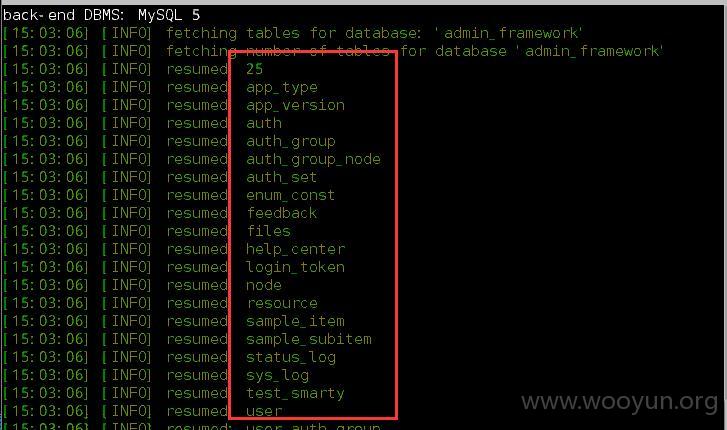 back-end DBMS: MySQL 5
[15:03:06] [INFO] fetching tables for database: 'admin_framework'
[15:03:06] [INFO] fetching number of tables for database 'admin_framework'
[15:03:06] [INFO] resumed: 25
[15:03:06] [INFO] resumed: app_type
[15:03:06] [INFO] resumed: app_version
[15:03:06] [INFO] resumed: auth
[15:03:06] [INFO] resumed: auth_group
[15:03:06] [INFO] resumed: auth_group_node
[15:03:06] [INFO] resumed: auth_set
[15:03:06] [INFO] resumed: enum_const
[15:03:06] [INFO] resumed: feedback
[15:03:06] [INFO] resumed: files
[15:03:06] [INFO] resumed: help_center
[15:03:06] [INFO] resumed: login_token
[15:03:06] [INFO] resumed: node
[15:03:06] [INFO] resumed: resource
[15:03:06] [INFO] resumed: sample_item
[15:03:06] [INFO] resumed: sample_subitem
[15:03:06] [INFO] resumed: status_log
[15:03:06] [INFO] resumed: sys_log
[15:03:06] [INFO] resumed: test_smarty
[15:03:06] [INFO] resumed: user
[15:03:06] [INFO] resumed: user_auth_group
www.wooyun.org